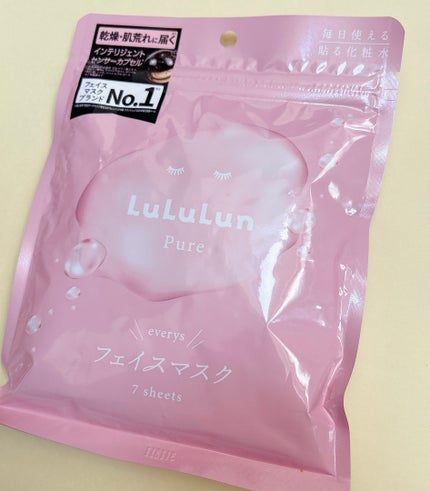 乾燥・肌荒れに届く
インテリジェント
センサーカプセル
フェイス
マスク
ブランド
No.1
毎日使える
貼る化粧水
LuLuLun
Pure
everys
フェイスマスク
7 sheets